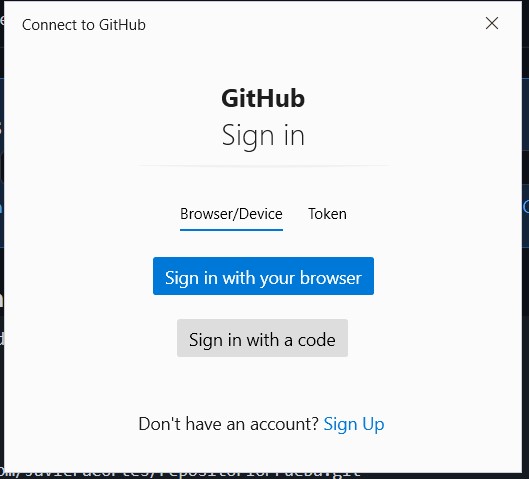 Connect to GitHub
GitHub
Sign in
Browser/Device Token
Sign in with your browser
Sign in with a code
Don't have an account? Sign Up